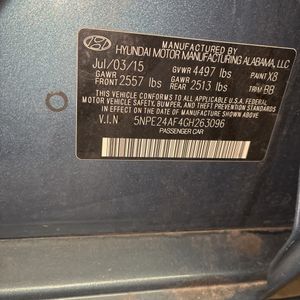 MANUFACTURED BY
HYUNDAI MOTOR MANUFACTURING ALABAMA, LLC
Jul/03/15 GVWR 4497 lbs PAINT X8
GAWR FRONT 2557 lbs GAWR REAR 2513 lbs TRIM BB
THIS VEHICLE CONFORMS TO ALL APPLICABLE U.S.A. FEDERAL
MOTOR VEHICLE SAFETY, BUMPER, AND THEFT PREVENTION STANDARDS
IN EFFECT ON THE DATE OF MANUFACTURE SHOWN ABOVE.
V.I.N 5NPE24AF4GH263096
PASSENGER CAR